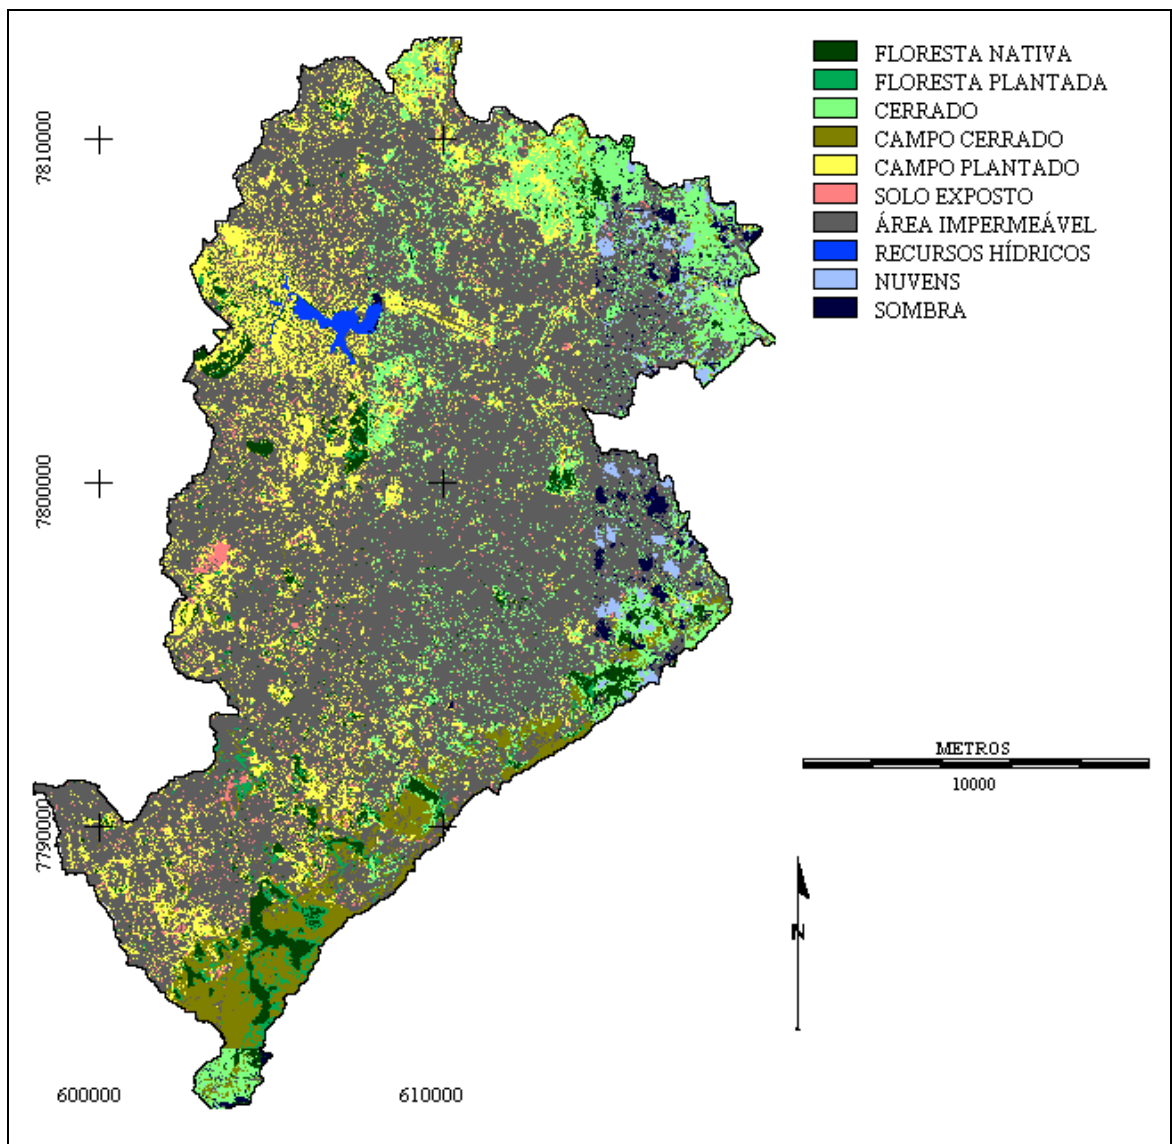 FLORESTA NATIVA
FLORESTA PLANTADA
CERRADO
CAMPO CERRADO
CAMPO PLANTADO
SOLO EXPOSTO
ÁREA IMPERMEÁVEL
RECURSOS HÍDRICOS
NUVENS
SOMBRA
7810000
7800000
7790000
METROS
10000
N
600000
610000